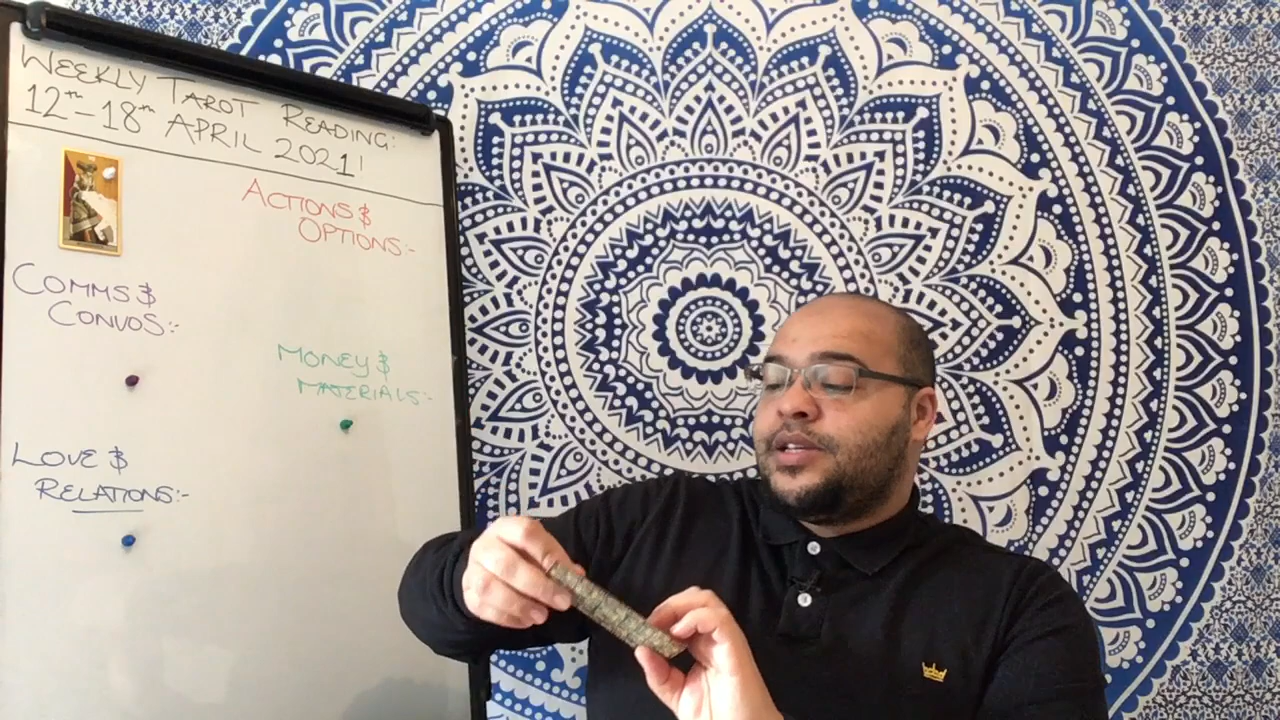 WEEKLY TAROT READING:
12TH - 18TH APRIL 2021!
ACTIONS &
OPTIONS:-
COMMS &
CONVOS:-
MONEY &
MATERIALS:-
LOVE &
RELATIONS:-